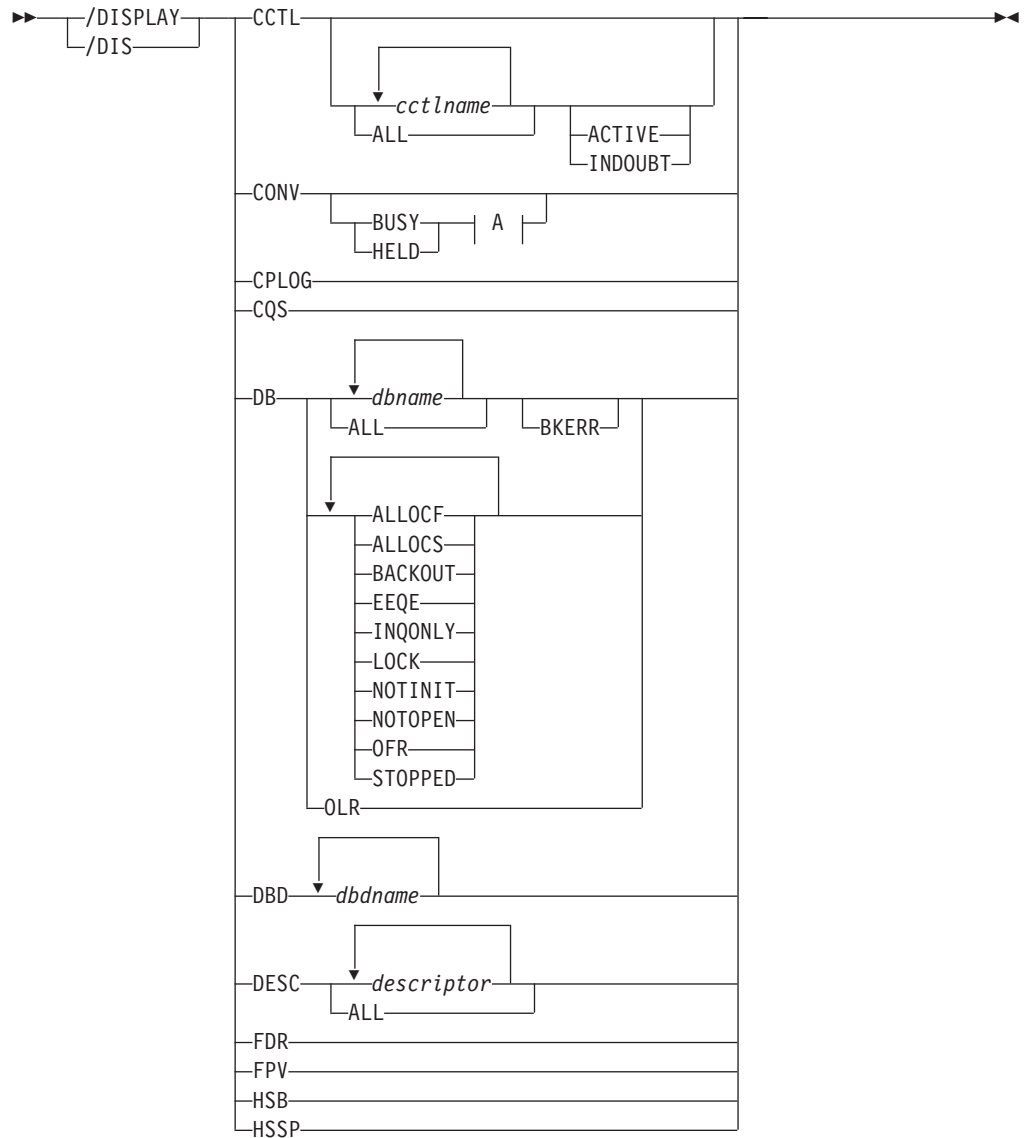 /DISPLAY CCTL
/DIS
cctlname
ALL ACTIVE
INDOUBT
CONV
BUSY A
HELD
CPLOG
CQS
DB dbname
ALL BKERR
ALLOCF
ALLOCS
BACKOUT
EEQE
INQONLY
LOCK
NOTINIT
NOTOPEN
OFR
STOPPED
OLR
DBD dbdname
DESC descriptor
ALL
FDR
FPV
HSB
HSSP